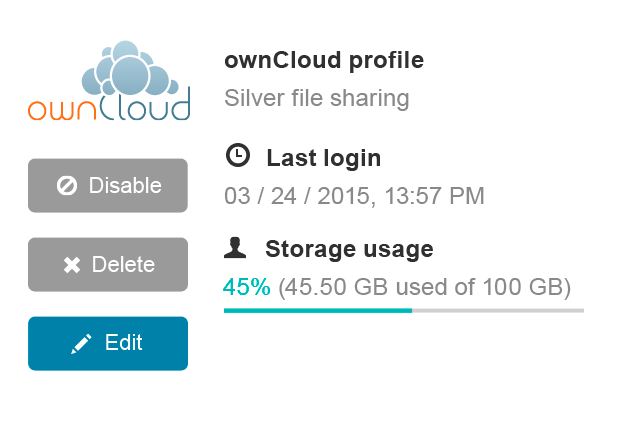 ownCloud
Disable
Delete
Edit
ownCloud profile
Silver file sharing
Last login
03 / 24 / 2015, 13:57 PM
Storage usage
45% (45.50 GB used of 100 GB)